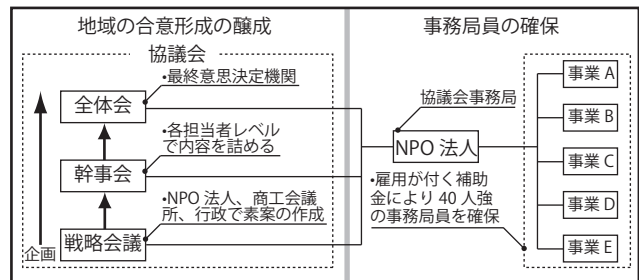 地域の合意形成の醸成
協議会
・最終意思決定機関
全体会
・各担当者レベル
で内容を詰める
幹事会
・NPO 法人、商工会議
所、行政で素案の作成
戦略会議
企画
事務局員の確保
協議会事務局
NPO 法人
・雇用が付く補助
金により 40 人強
の事務局員を確保
事業 A
事業 B
事業 C
事業 D
事業 E